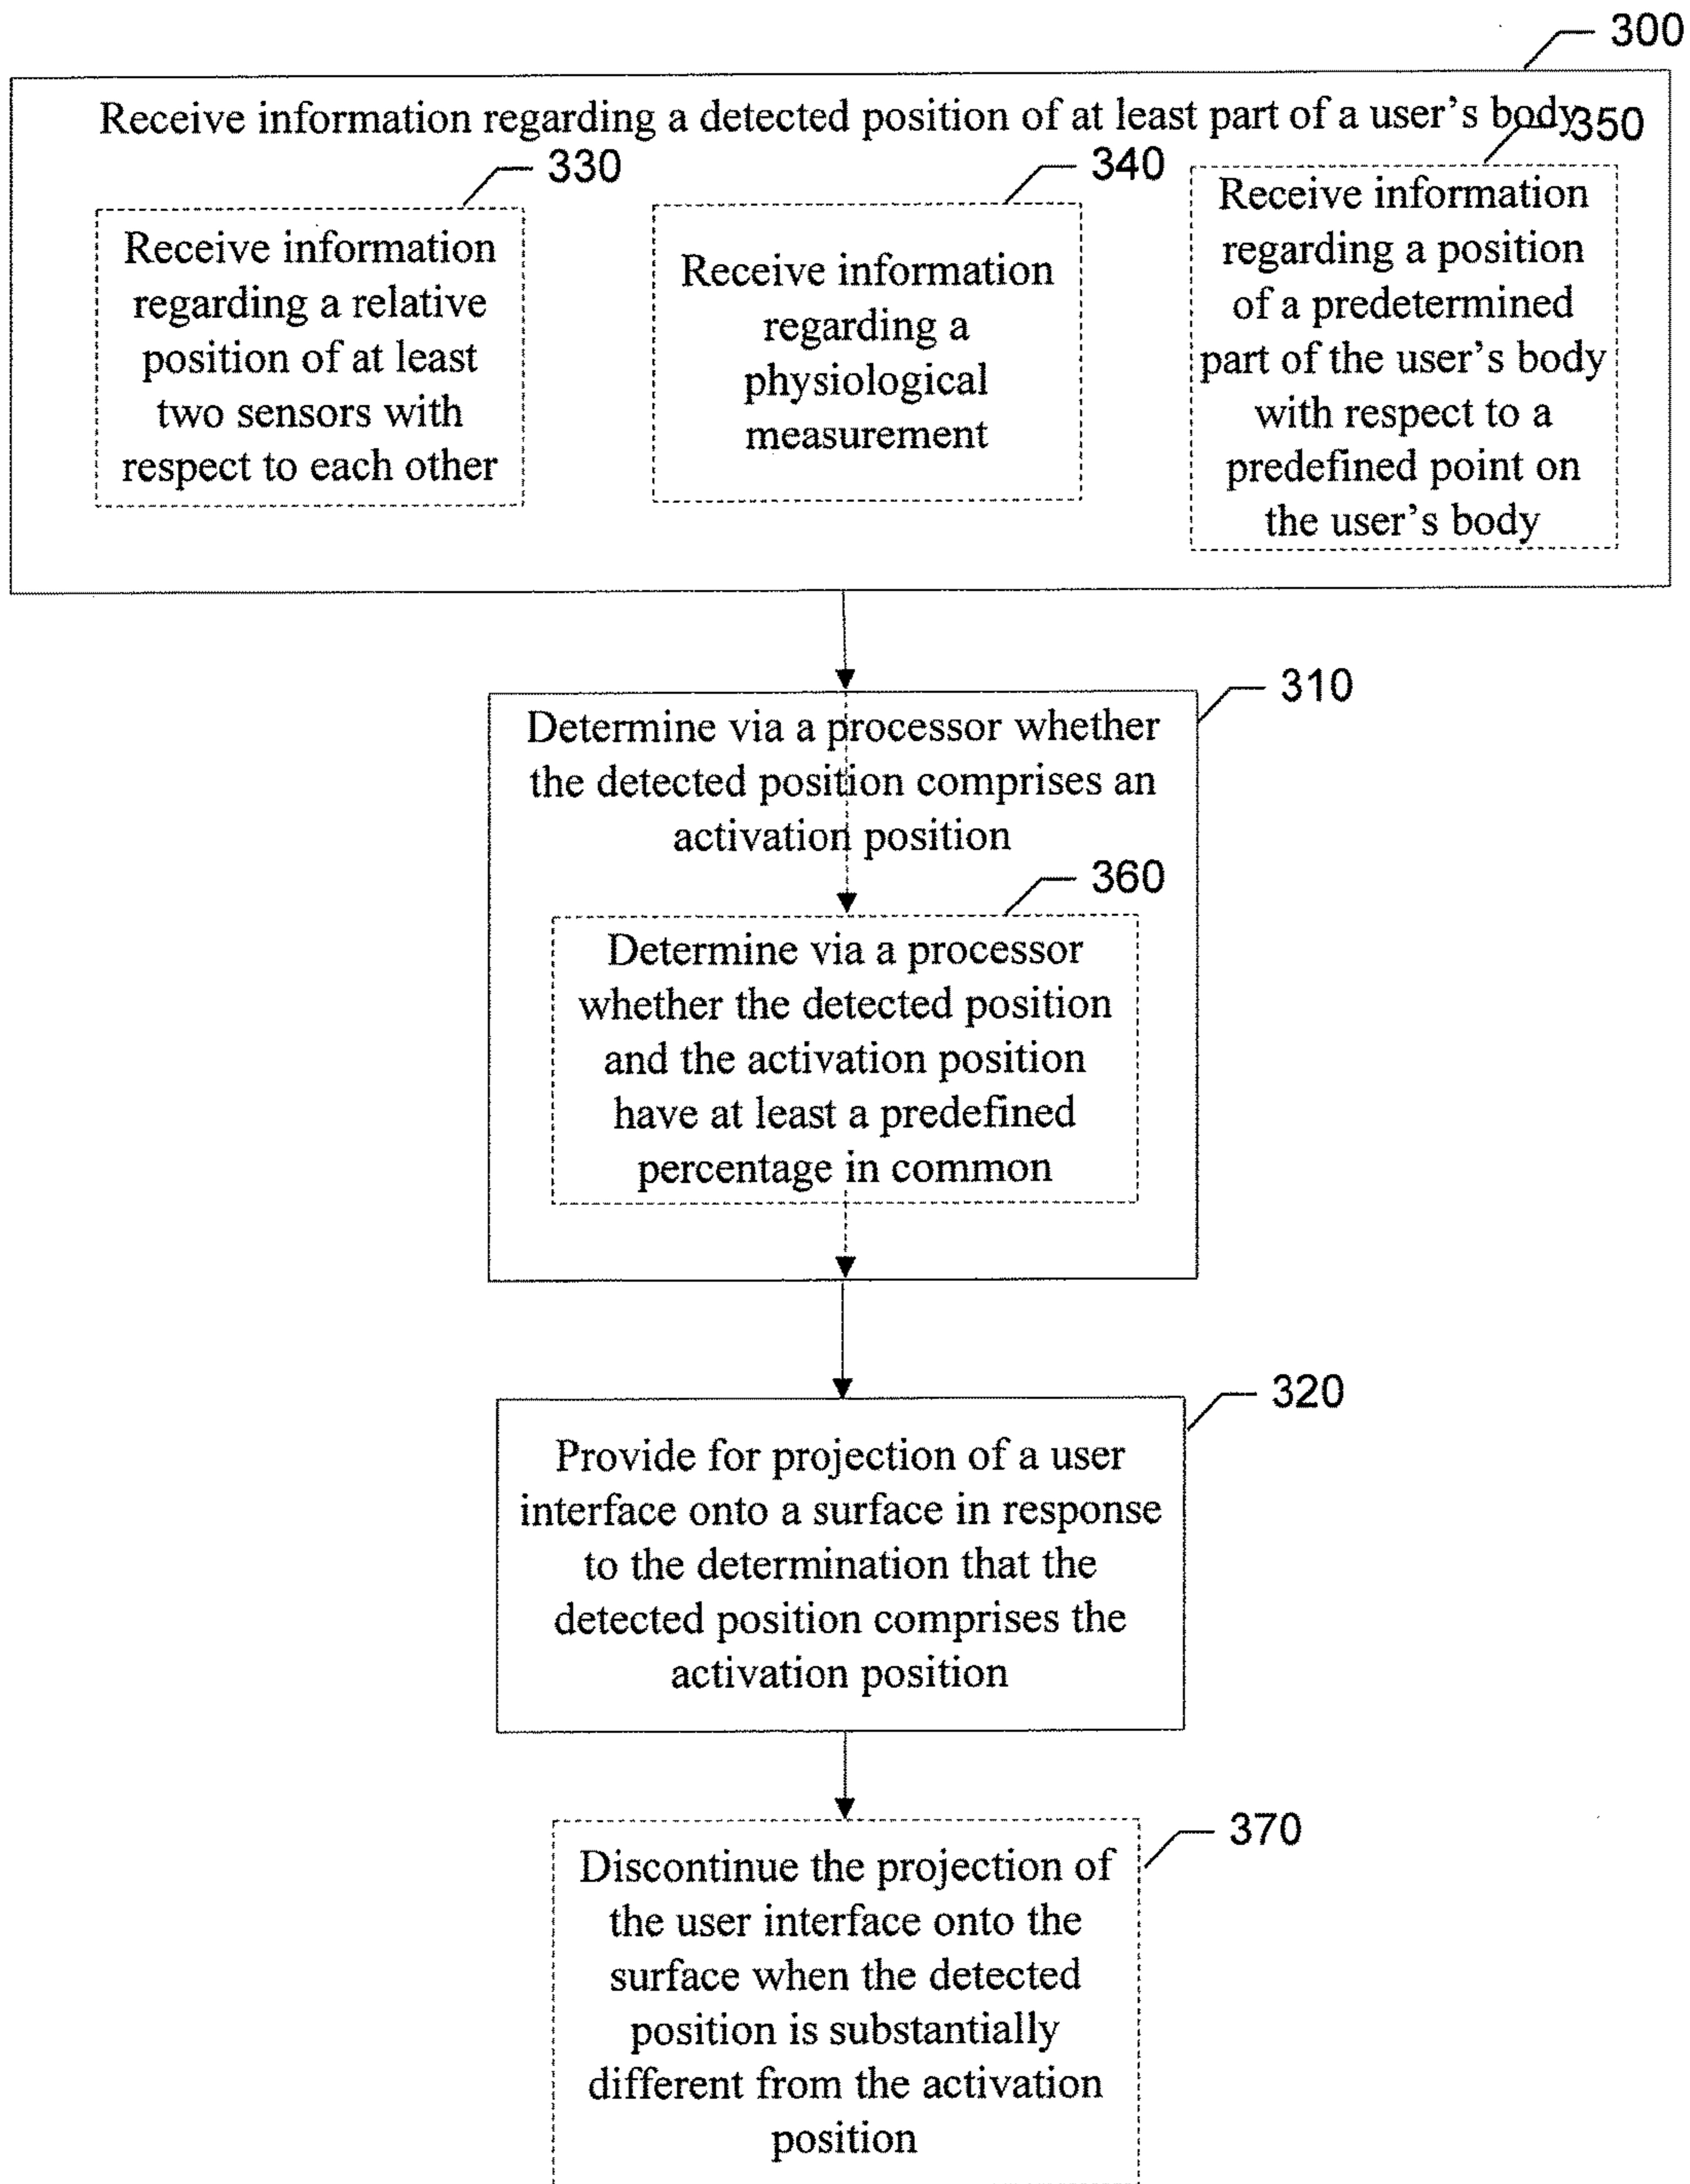 300
Receive information regarding a detected position of at least part of a user's body
330
Receive information
regarding a relative
position of at least
two sensors with
respect to each other
340
Receive information
regarding a
physiological
measurement
350
Receive information
regarding a position
of a predetermined
part of the user's body
with respect to a
predefined point on
the user's body
310
Determine via a processor whether
the detected position comprises an
activation position
360
Determine via a processor
whether the detected position
and the activation position
have at least a predefined
percentage in common
320
Provide for projection of a user
interface onto a surface in response
to the determination that the
detected position comprises the
activation position
370
Discontinue the projection of
the user interface onto the
surface when the detected
position is substantially
different from the activation
position